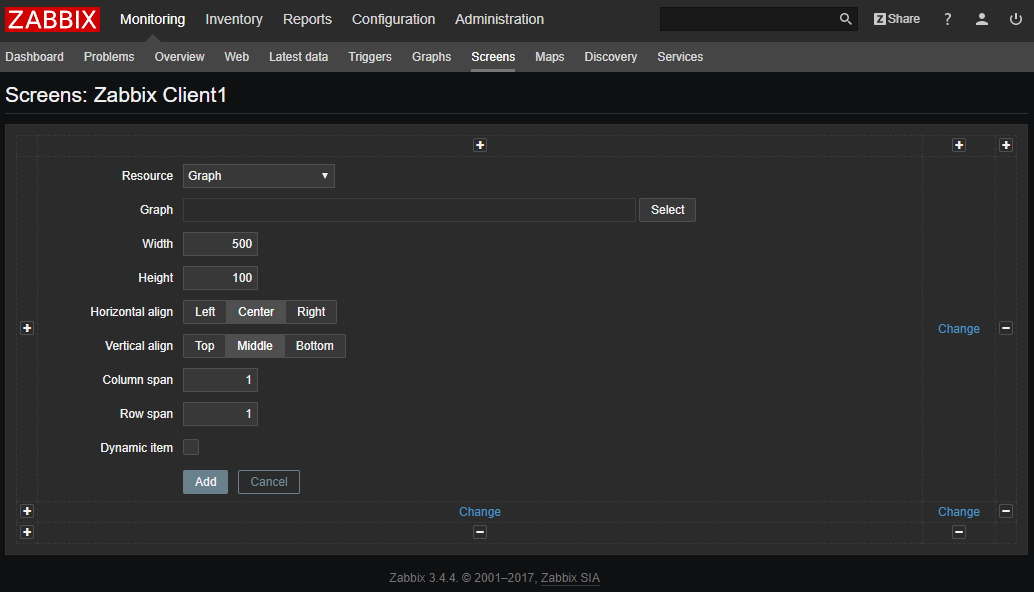 ZABBIX Monitoring Inventory Reports Configuration Administration Z Share ?
Dashboard Problems Overview Web Latest data Triggers Graphs Screens Maps Discovery Services
Screens: Zabbix Client1
+ + +
Resource Graph ▼
Graph Select
Width 500
Height 100
Horizontal align Left Center Right
+ Change −
Vertical align Top Middle Bottom
Column span 1
Row span 1
Dynamic item
Add Cancel
+ Change Change −
+ − −
Zabbix 3.4.4. © 2001–2017, Zabbix SIA